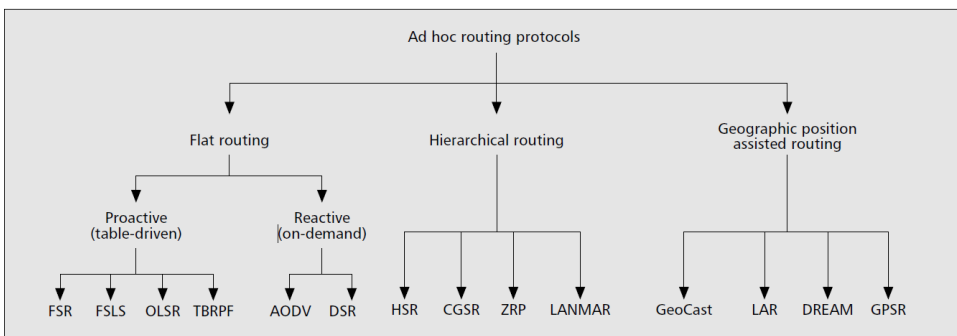 Ad hoc routing protocols
Flat routing
Hierarchical routing
Geographic position
assisted routing
Proactive
(table-driven)
Reactive
(on-demand)
FSR FSLS OLSR TBRPF AODV DSR HSR CGSR ZRP LANMAR GeoCast LAR DREAM GPSR